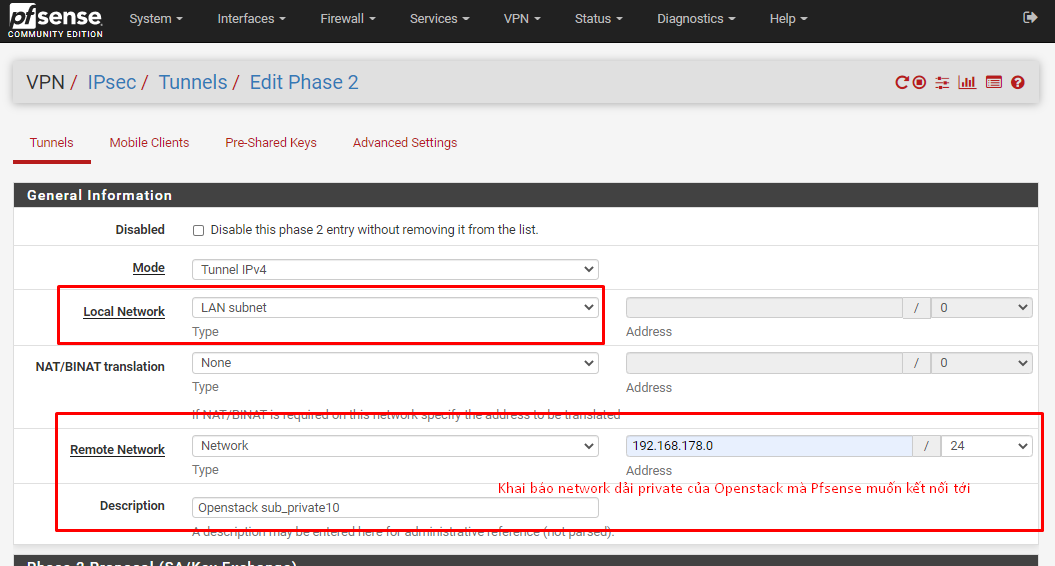 pfsense
COMMUNITY EDITION
System Interfaces Firewall Services VPN Status Diagnostics Help
VPN / IPsec / Tunnels / Edit Phase 2
Tunnels Mobile Clients Pre-Shared Keys Advanced Settings
General Information
Disabled Disable this phase 2 entry without removing it from the list.
Mode Tunnel IPv4
Local Network LAN subnet / 0
Type Address
NAT/BINAT translation None / 0
Type Address
If NAT/BINAT is required on this network specify the address to be translated
Remote Network Network 192.168.178.0 / 24
Type Address
Khai báo network dải private của Openstack mà Pfsense muốn kết nối tới
Description Openstack sub_private10
A description may be entered here for administrative reference (not parsed).
Phase 2 Proposal (SA/Key Exchange)